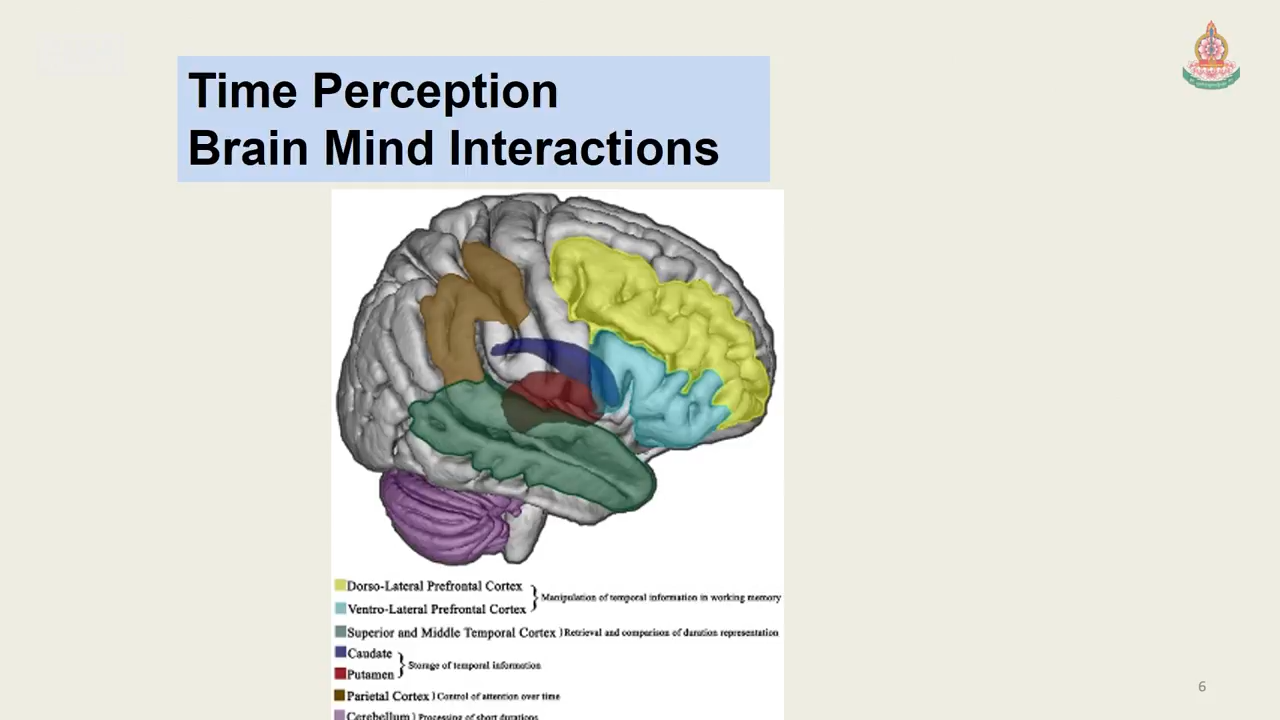 Time Perception
Brain Mind Interactions
Dorso-Lateral Prefrontal Cortex
Ventro-Lateral Prefrontal Cortex
} Manipulation of temporal information in working memory
Superior and Middle Temporal Cortex } Retrieval and comparison of duration representation
Caudate
Putamen
} Storage of temporal information
Parietal Cortex } Control of attention over time
Cerebellum } Processing of short durations
6